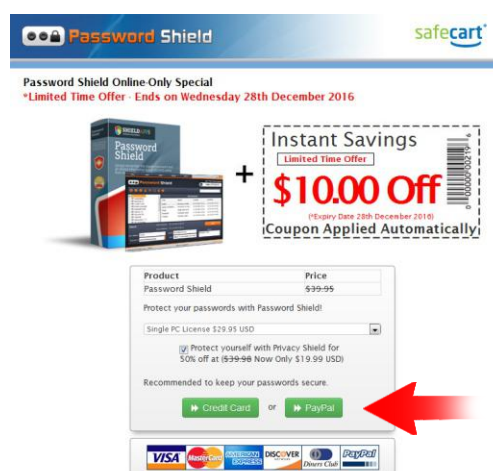 Password Shield
safecart
Password Shield Online-Only Special
*Limited Time Offer - Ends on Wednesday 28th December 2016
SHIELD APPS
Password
Shield
Password Shield
+
Instant Savings
Limited Time Offer
$10.00 Off
(*Expiry Date 28th December 2016)
Coupon Applied Automatically
Product Price
Password Shield $39.95
Protect your passwords with Password Shield!
Single PC License $29.95 USD
Protect yourself with Privacy Shield for
50% off at ($39.98 Now Only $19.99 USD)
Recommended to keep your passwords secure.
Credit Card or PayPal
VISA MasterCard AMERICAN EXPRESS DISCOVER Diners Club PayPal